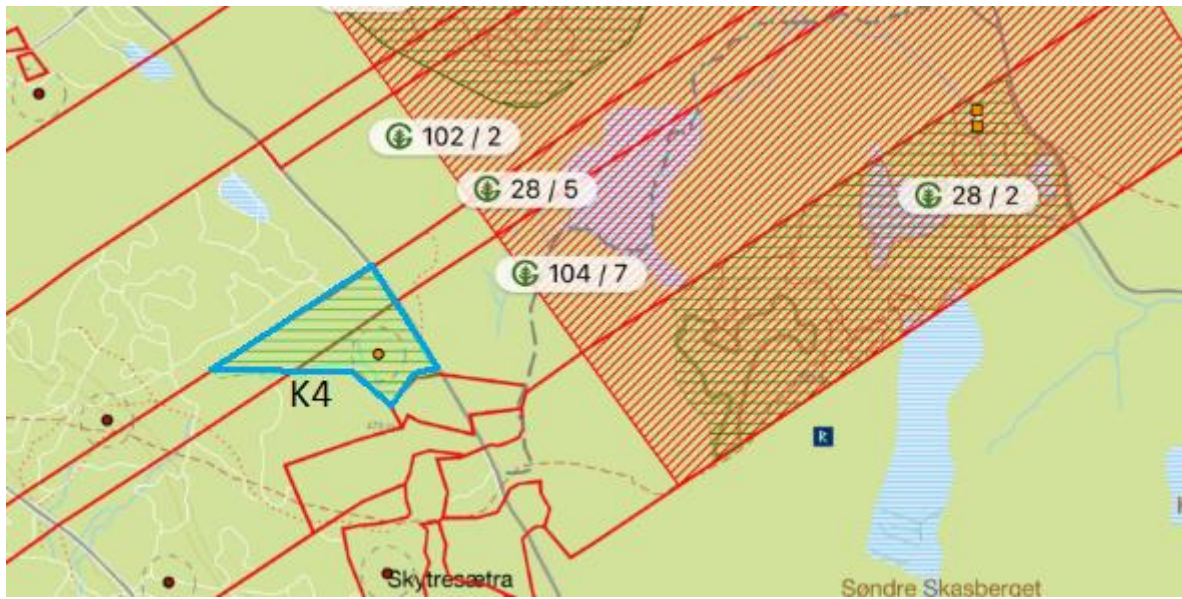 102 / 2
28 / 5
28 / 2
104 / 7
K4
Skytresætra
Søndre Skasberget